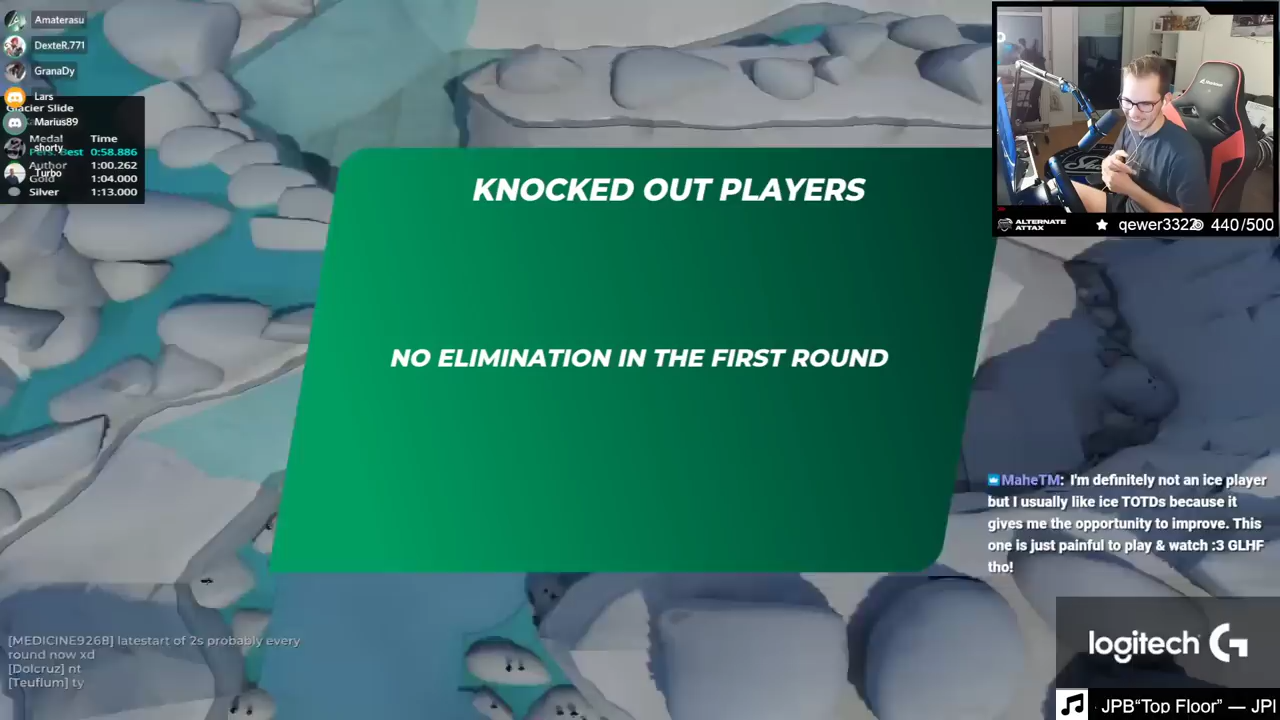 Amaterasu
DexteR.771
GranaDy
Lars
Glacier Slide
Marius89
Medal Time
shorty
Pers. Best 0:58.886
Author 1:00.262
Turbo
Gold 1:04.000
Silver 1:13.000
KNOCKED OUT PLAYERS
NO ELIMINATION IN THE FIRST ROUND
ALTERNATE
ATTAX
qewer3322 440/500
MaheTM: I'm definitely not an ice player
but I usually like ice TOTDs because it
gives me the opportunity to improve. This
one is just painful to play & watch :3 GLHF
tho!
[MEDICINE9268] latestart of 2s probably every
round now xd
[Dolcruz] nt
[Teuflum] ty
logitech G
JPB“Top Floor” — JPI